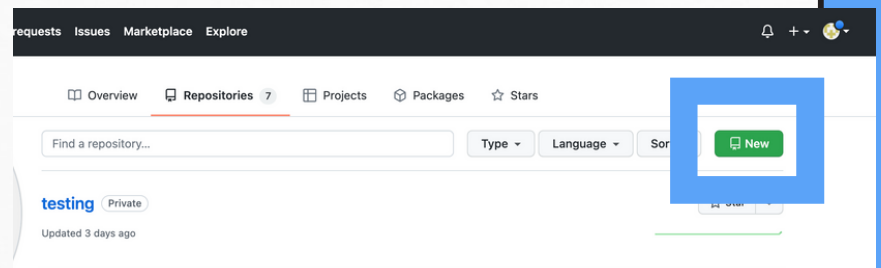 requests Issues Marketplace Explore
Overview Repositories 7 Projects Packages Stars
Find a repository... Type Language Sor New
testing Private
Star
Updated 3 days ago